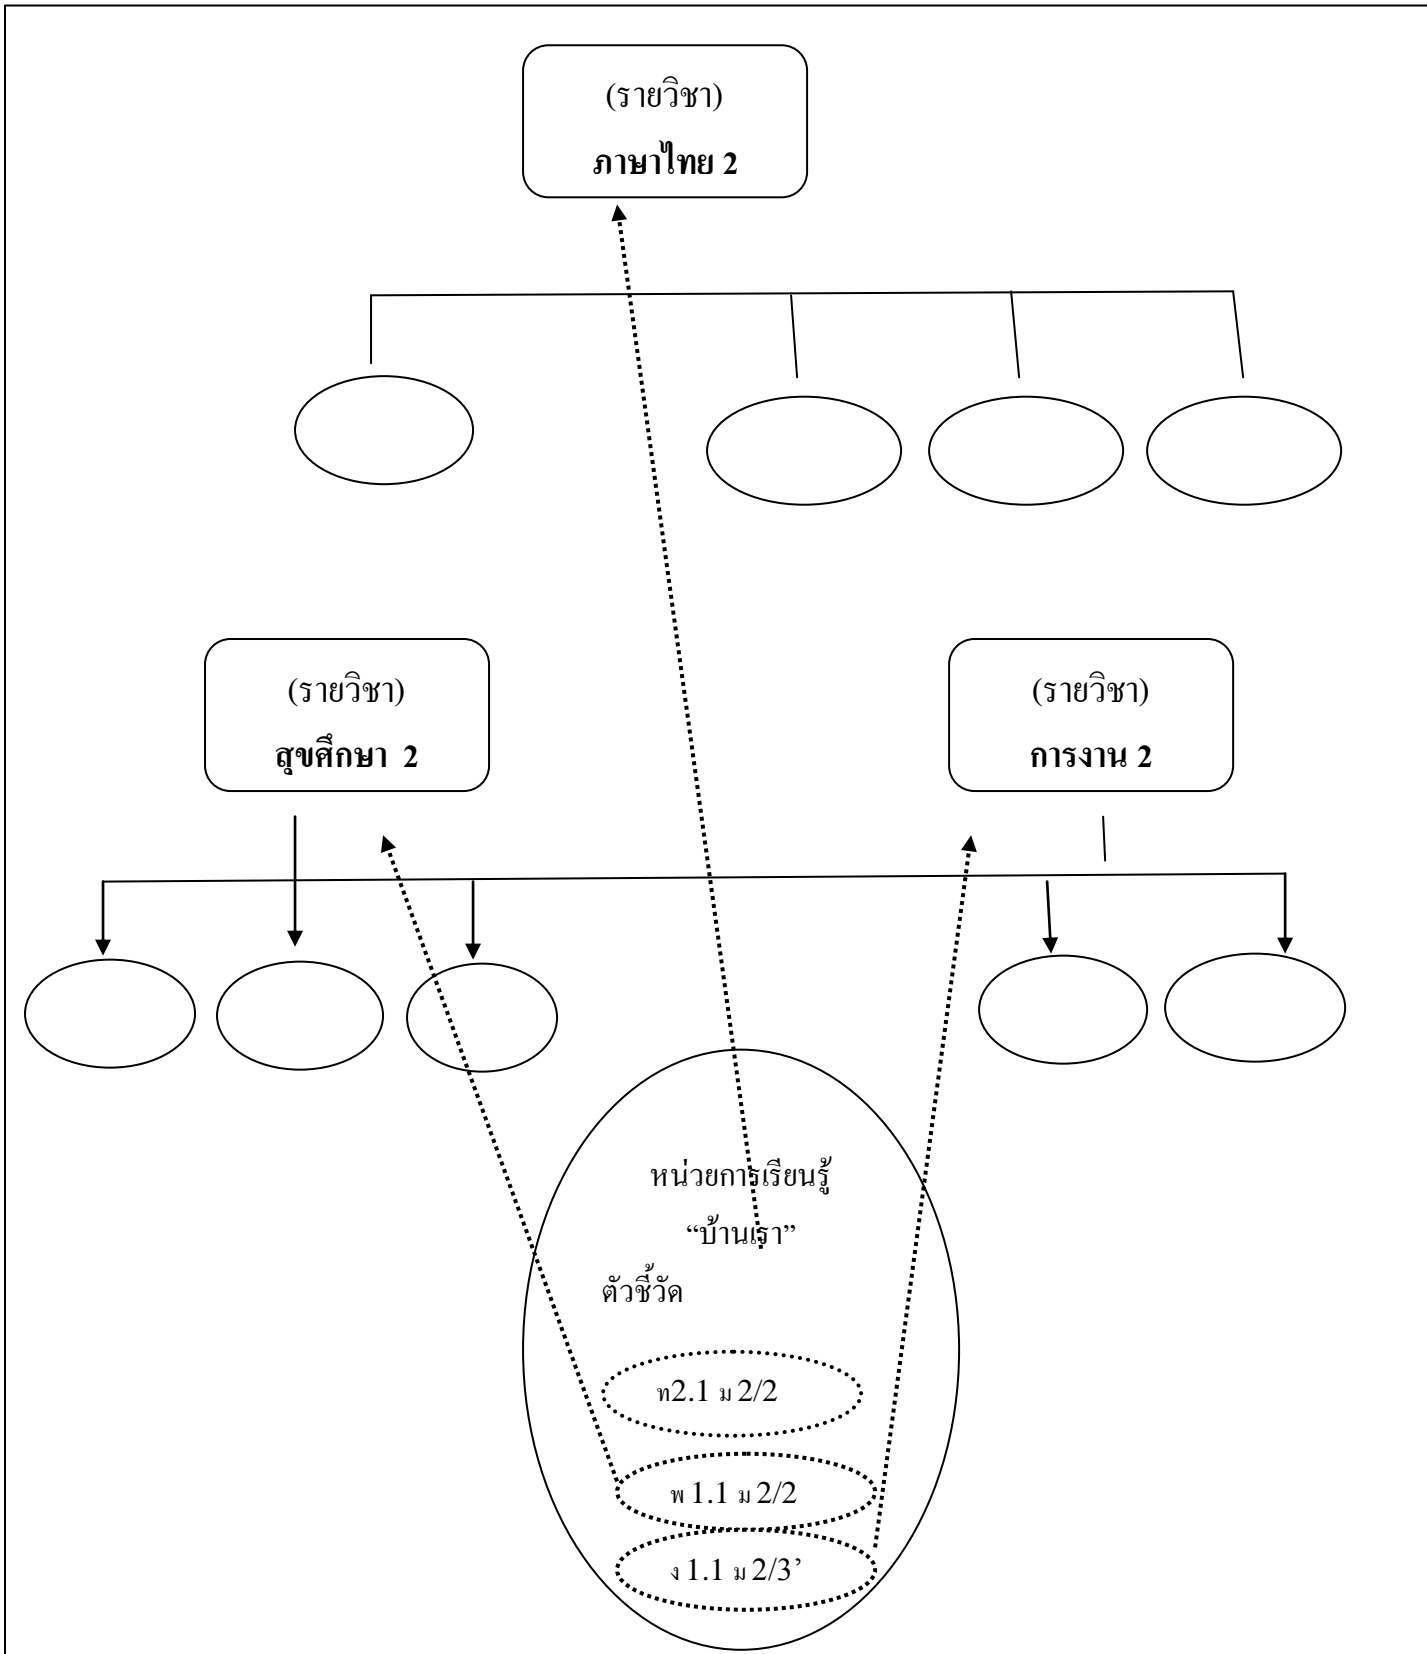 (รายวิชา)
ภาษาไทย 2
(รายวิชา)
สุขศึกษา 2
(รายวิชา)
การงาน 2
หน่วยการเรียนรู้
“บ้านเรา”
ตัวชี้วัด
ท2.1 ม 2/2
พ 1.1 ม 2/2
ง 1.1 ม 2/3’